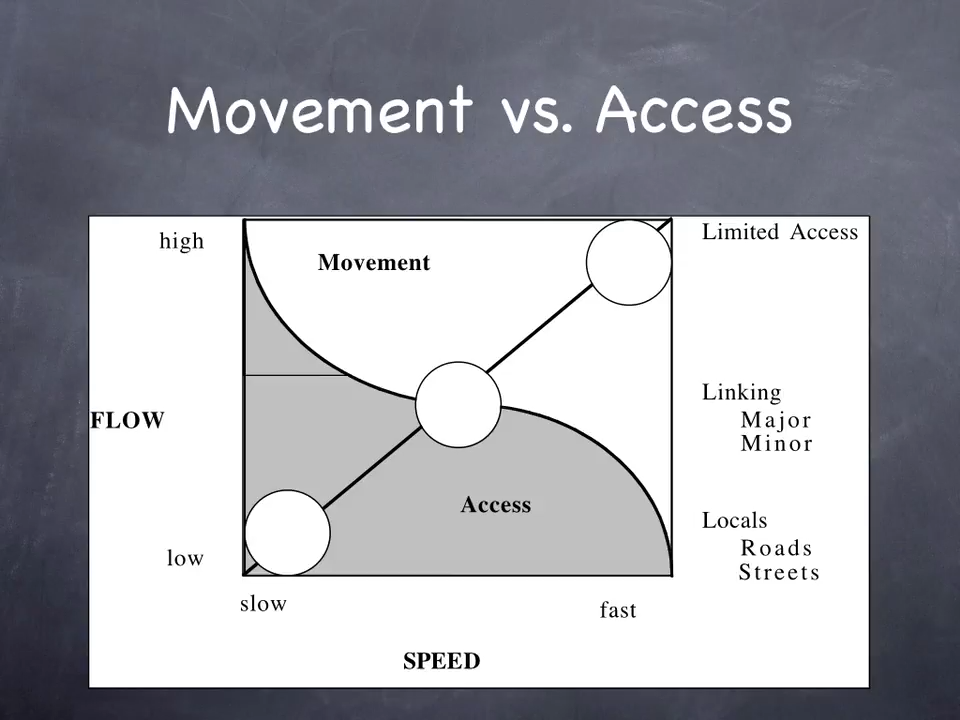 Movement vs. Access
high
Movement
Limited Access
Linking
Major
Minor
FLOW
Access
Locals
Roads
Streets
low
slow
fast
SPEED